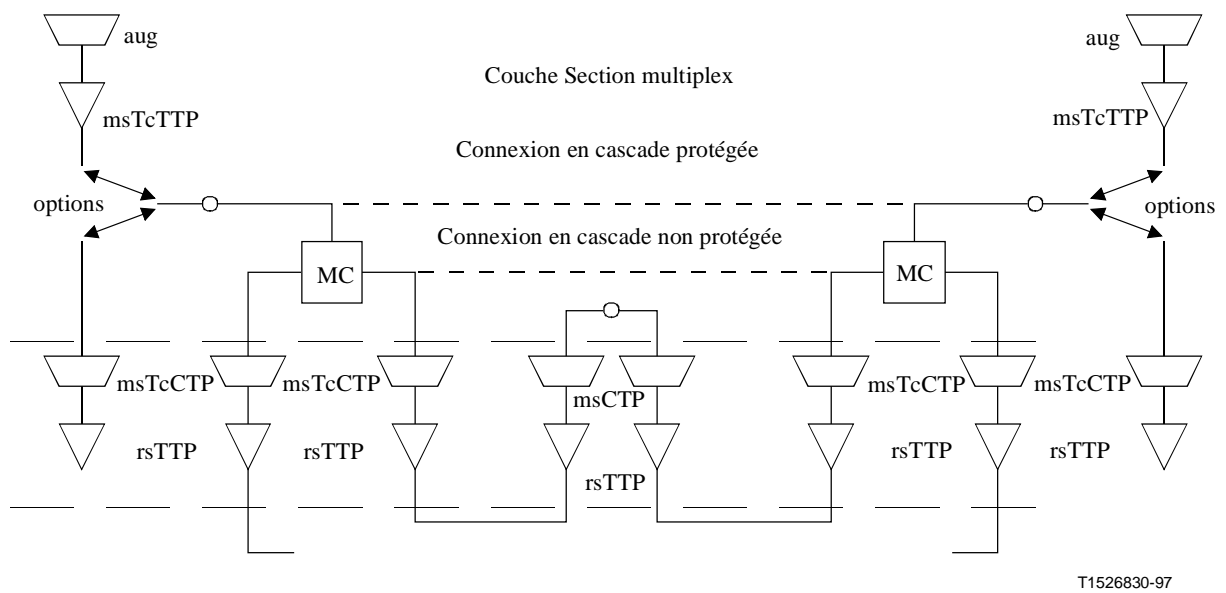 aug
aug
Couche Section multiplex
msTcTTP
msTcTTP
Connexion en cascade protégée
options
options
Connexion en cascade non protégée
MC
MC
msTcCTP
msTcCTP
msCTP
msTcCTP
msTcCTP
rsTTP
rsTTP
rsTTP
rsTTP
rsTTP
T1526830-97